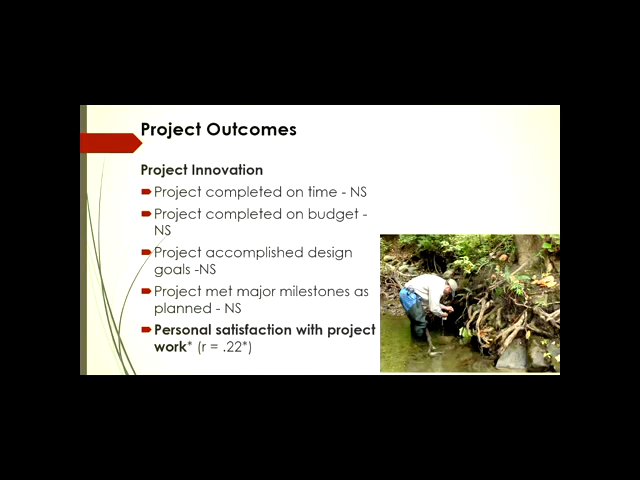 Project Outcomes
Project Innovation
Project completed on time - NS
Project completed on budget -
NS
Project accomplished design
goals -NS
Project met major milestones as
planned - NS
Personal satisfaction with project
work* (r = .22*)